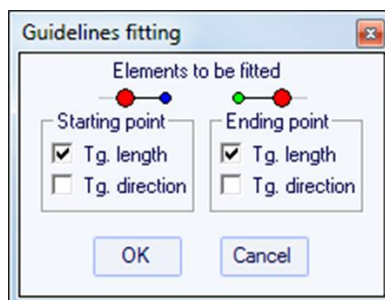 Guidelines fitting
Elements to be fitted
Starting point Ending point
Tg. length Tg. length
Tg. direction Tg. direction
OK Cancel